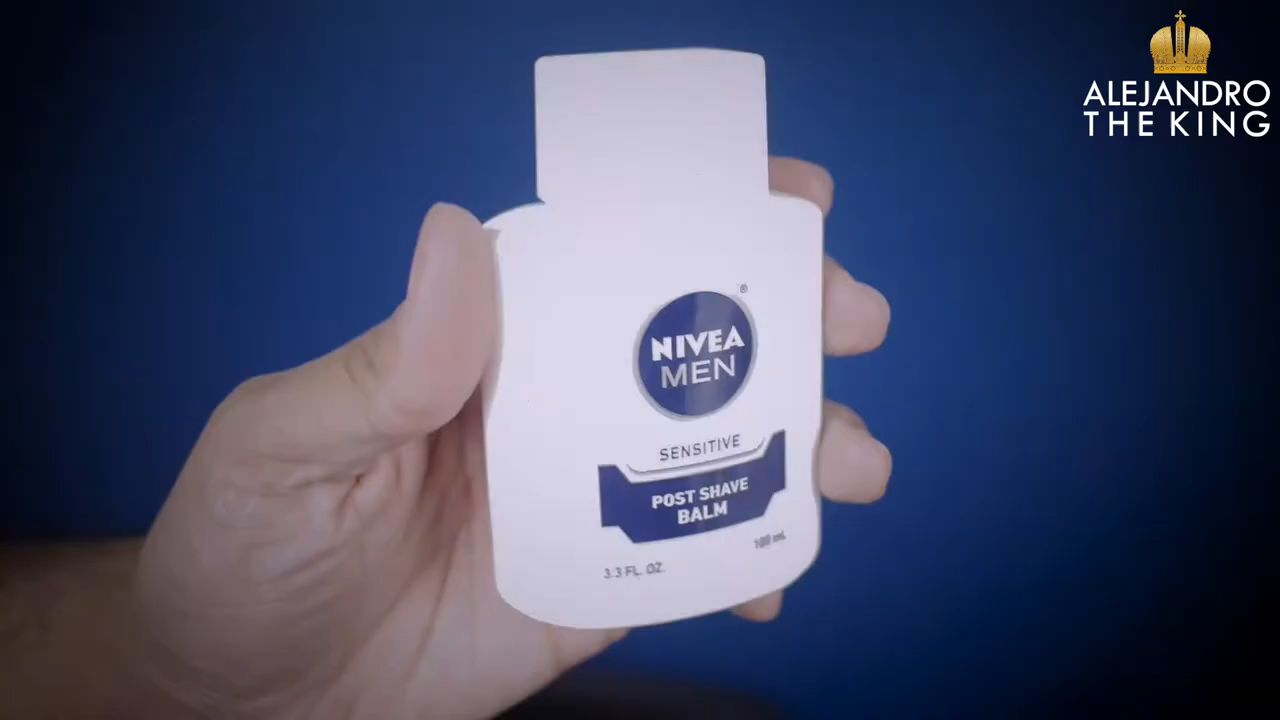 ALEJANDRO
THE KING
®
NIVEA
MEN
SENSITIVE
POST SHAVE
BALM
100 mL
3.3 FL. OZ.